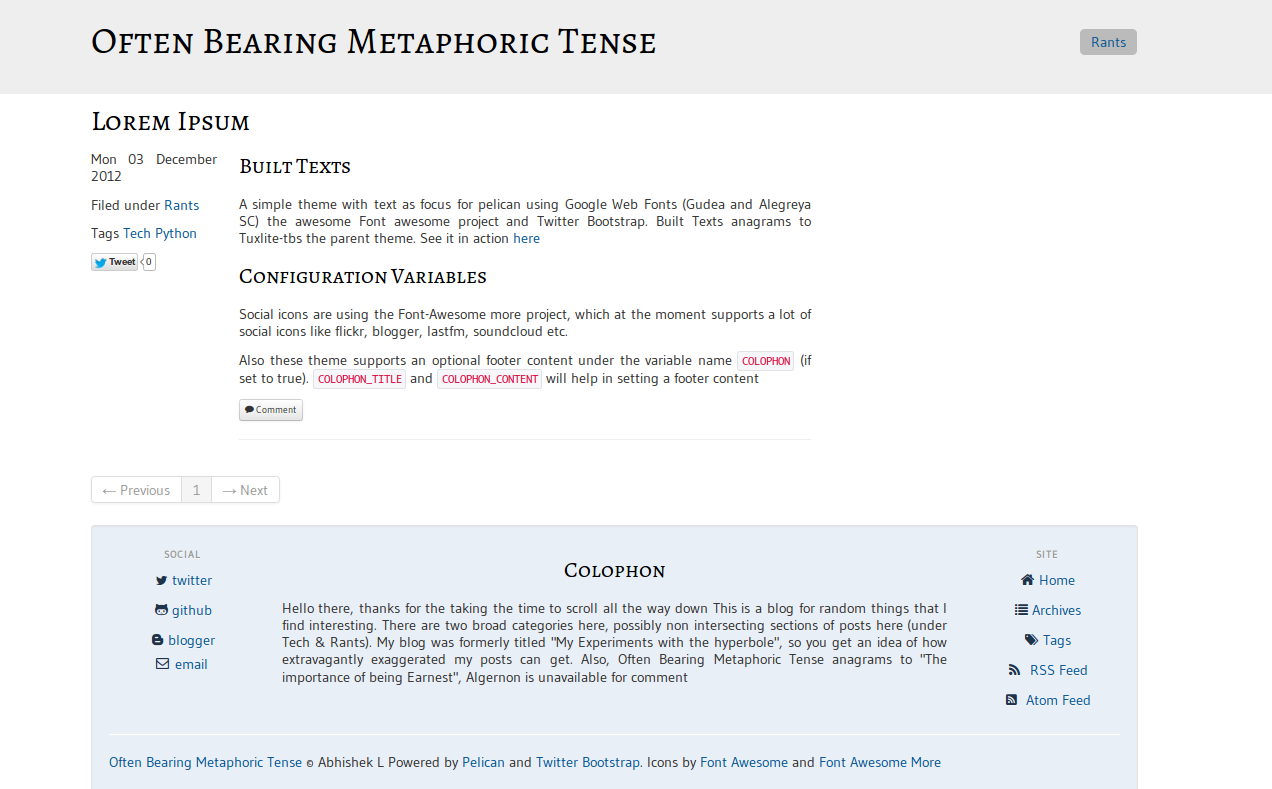 Often Bearing Metaphoric Tense
Rants
Lorem Ipsum
Mon 03 December
2012
Filed under Rants
Tags Tech Python
Tweet 0
Built Texts
A simple theme with text as focus for pelican using Google Web Fonts (Gudea and Alegreya
SC) the awesome Font awesome project and Twitter Bootstrap. Built Texts anagrams to
Tuxlite-tbs the parent theme. See it in action here
Configuration Variables
Social icons are using the Font-Awesome more project, which at the moment supports a lot of
social icons like flickr, blogger, lastfm, soundcloud etc.
Also these theme supports an optional footer content under the variable name COLOPHON (if
set to true). COLOPHON_TITLE and COLOPHON_CONTENT will help in setting a footer content
Comment
← Previous 1 → Next
SOCIAL
twitter
github
blogger
email
Colophon
Hello there, thanks for the taking the time to scroll all the way down This is a blog for random things that I
find interesting. There are two broad categories here, possibly non intersecting sections of posts here (under
Tech & Rants). My blog was formerly titled "My Experiments with the hyperbole", so you get an idea of how
extravagantly exaggerated my posts can get. Also, Often Bearing Metaphoric Tense anagrams to "The
importance of being Earnest", Algernon is unavailable for comment
SITE
Home
Archives
Tags
RSS Feed
Atom Feed
Often Bearing Metaphoric Tense © Abhishek L Powered by Pelican and Twitter Bootstrap. Icons by Font Awesome and Font Awesome More